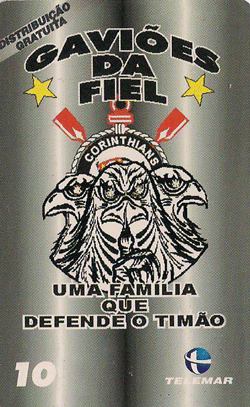 DISTRIBUIÇÃO
GRATUITA
GAVIÕES
DA
FIEL
CORINTHIANS
UMA FAMÍLIA
QUE
DEFENDE O TIMÃO
10
TELEMAR